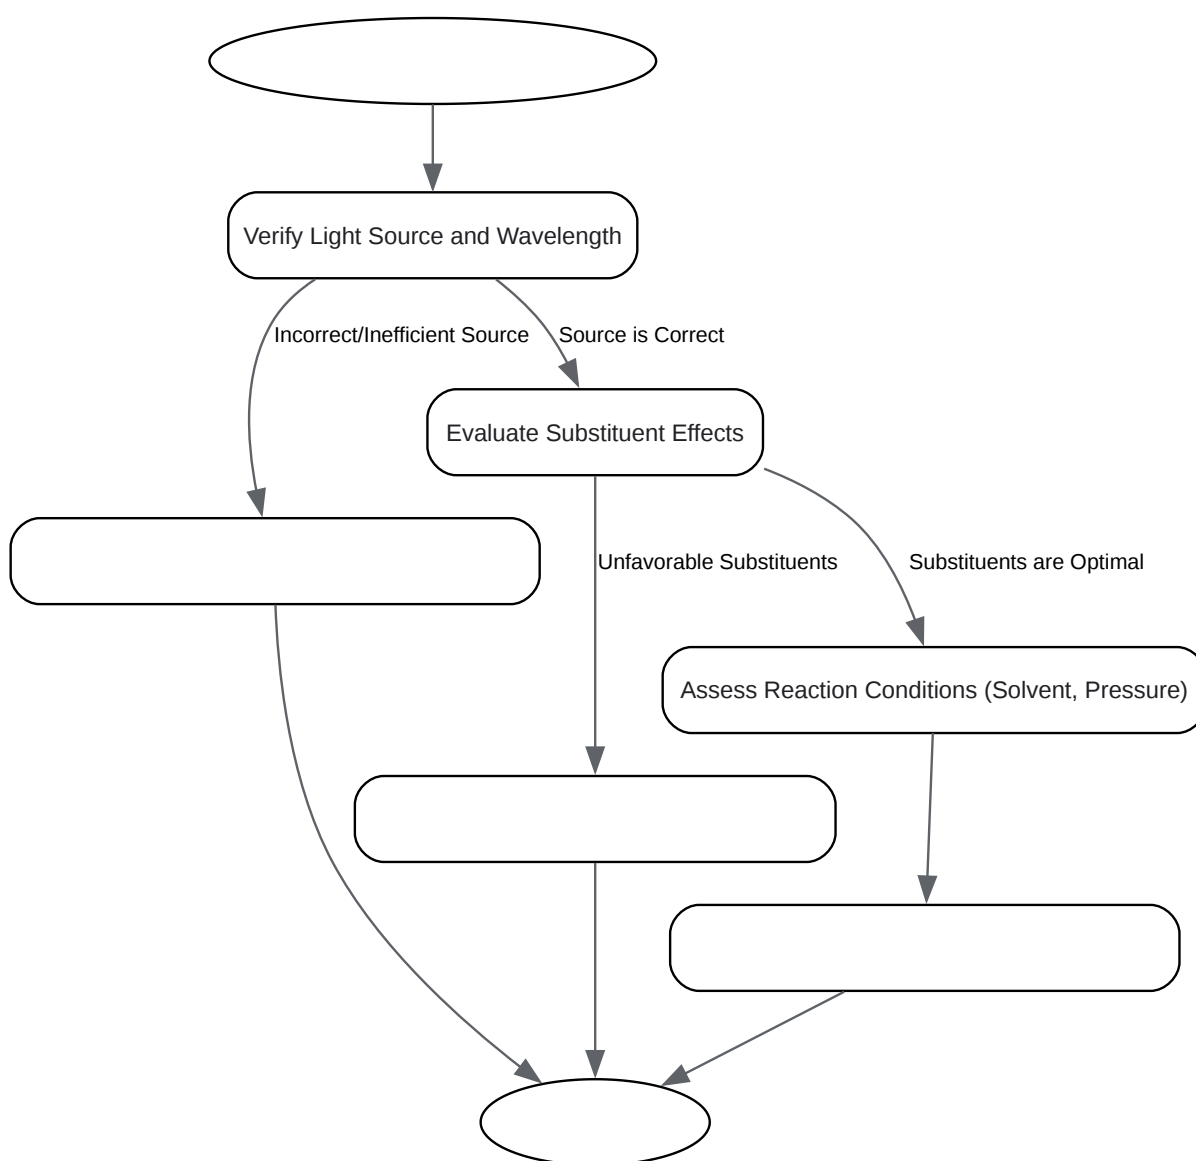 Verify Light Source and Wavelength
Incorrect/Inefficient Source
Source is Correct
Evaluate Substituent Effects
Unfavorable Substituents
Substituents are Optimal
Assess Reaction Conditions (Solvent, Pressure)